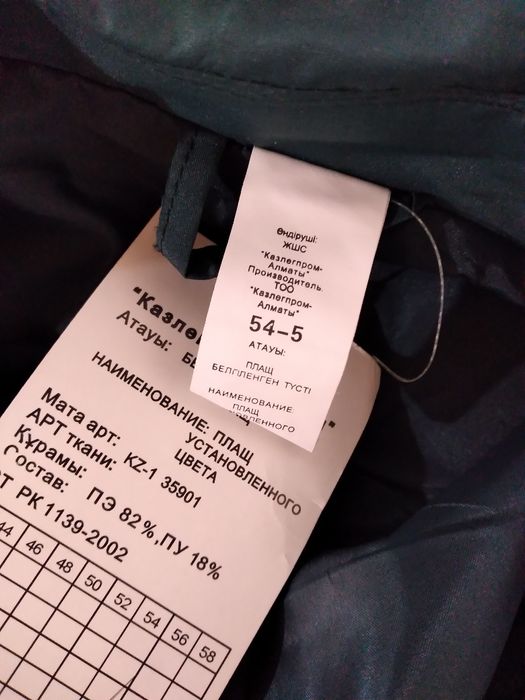 Өндіруші:
ЖШС
"Казлегпром-
Алматы"
Производитель:
ТОО
"Казлегпром-
Алматы"
54-5
АТАУЫ:
ПЛАЩ
БЕЛГІЛЕНГЕН ТҮСТІ
НАИМЕНОВАНИЕ
ПЛАЩ
Атауы:
НАИМЕНОВАНИЕ: ПЛАЩ
УСТАНОВЛЕННОГО
ЦВЕТА
Мата арт:
АРТ ткани: KZ-1 35901
Құрамы:
Состав: ПЭ 82%,ПУ 18%
РК 1139-2002
44 46 48 50 52 54 56 58